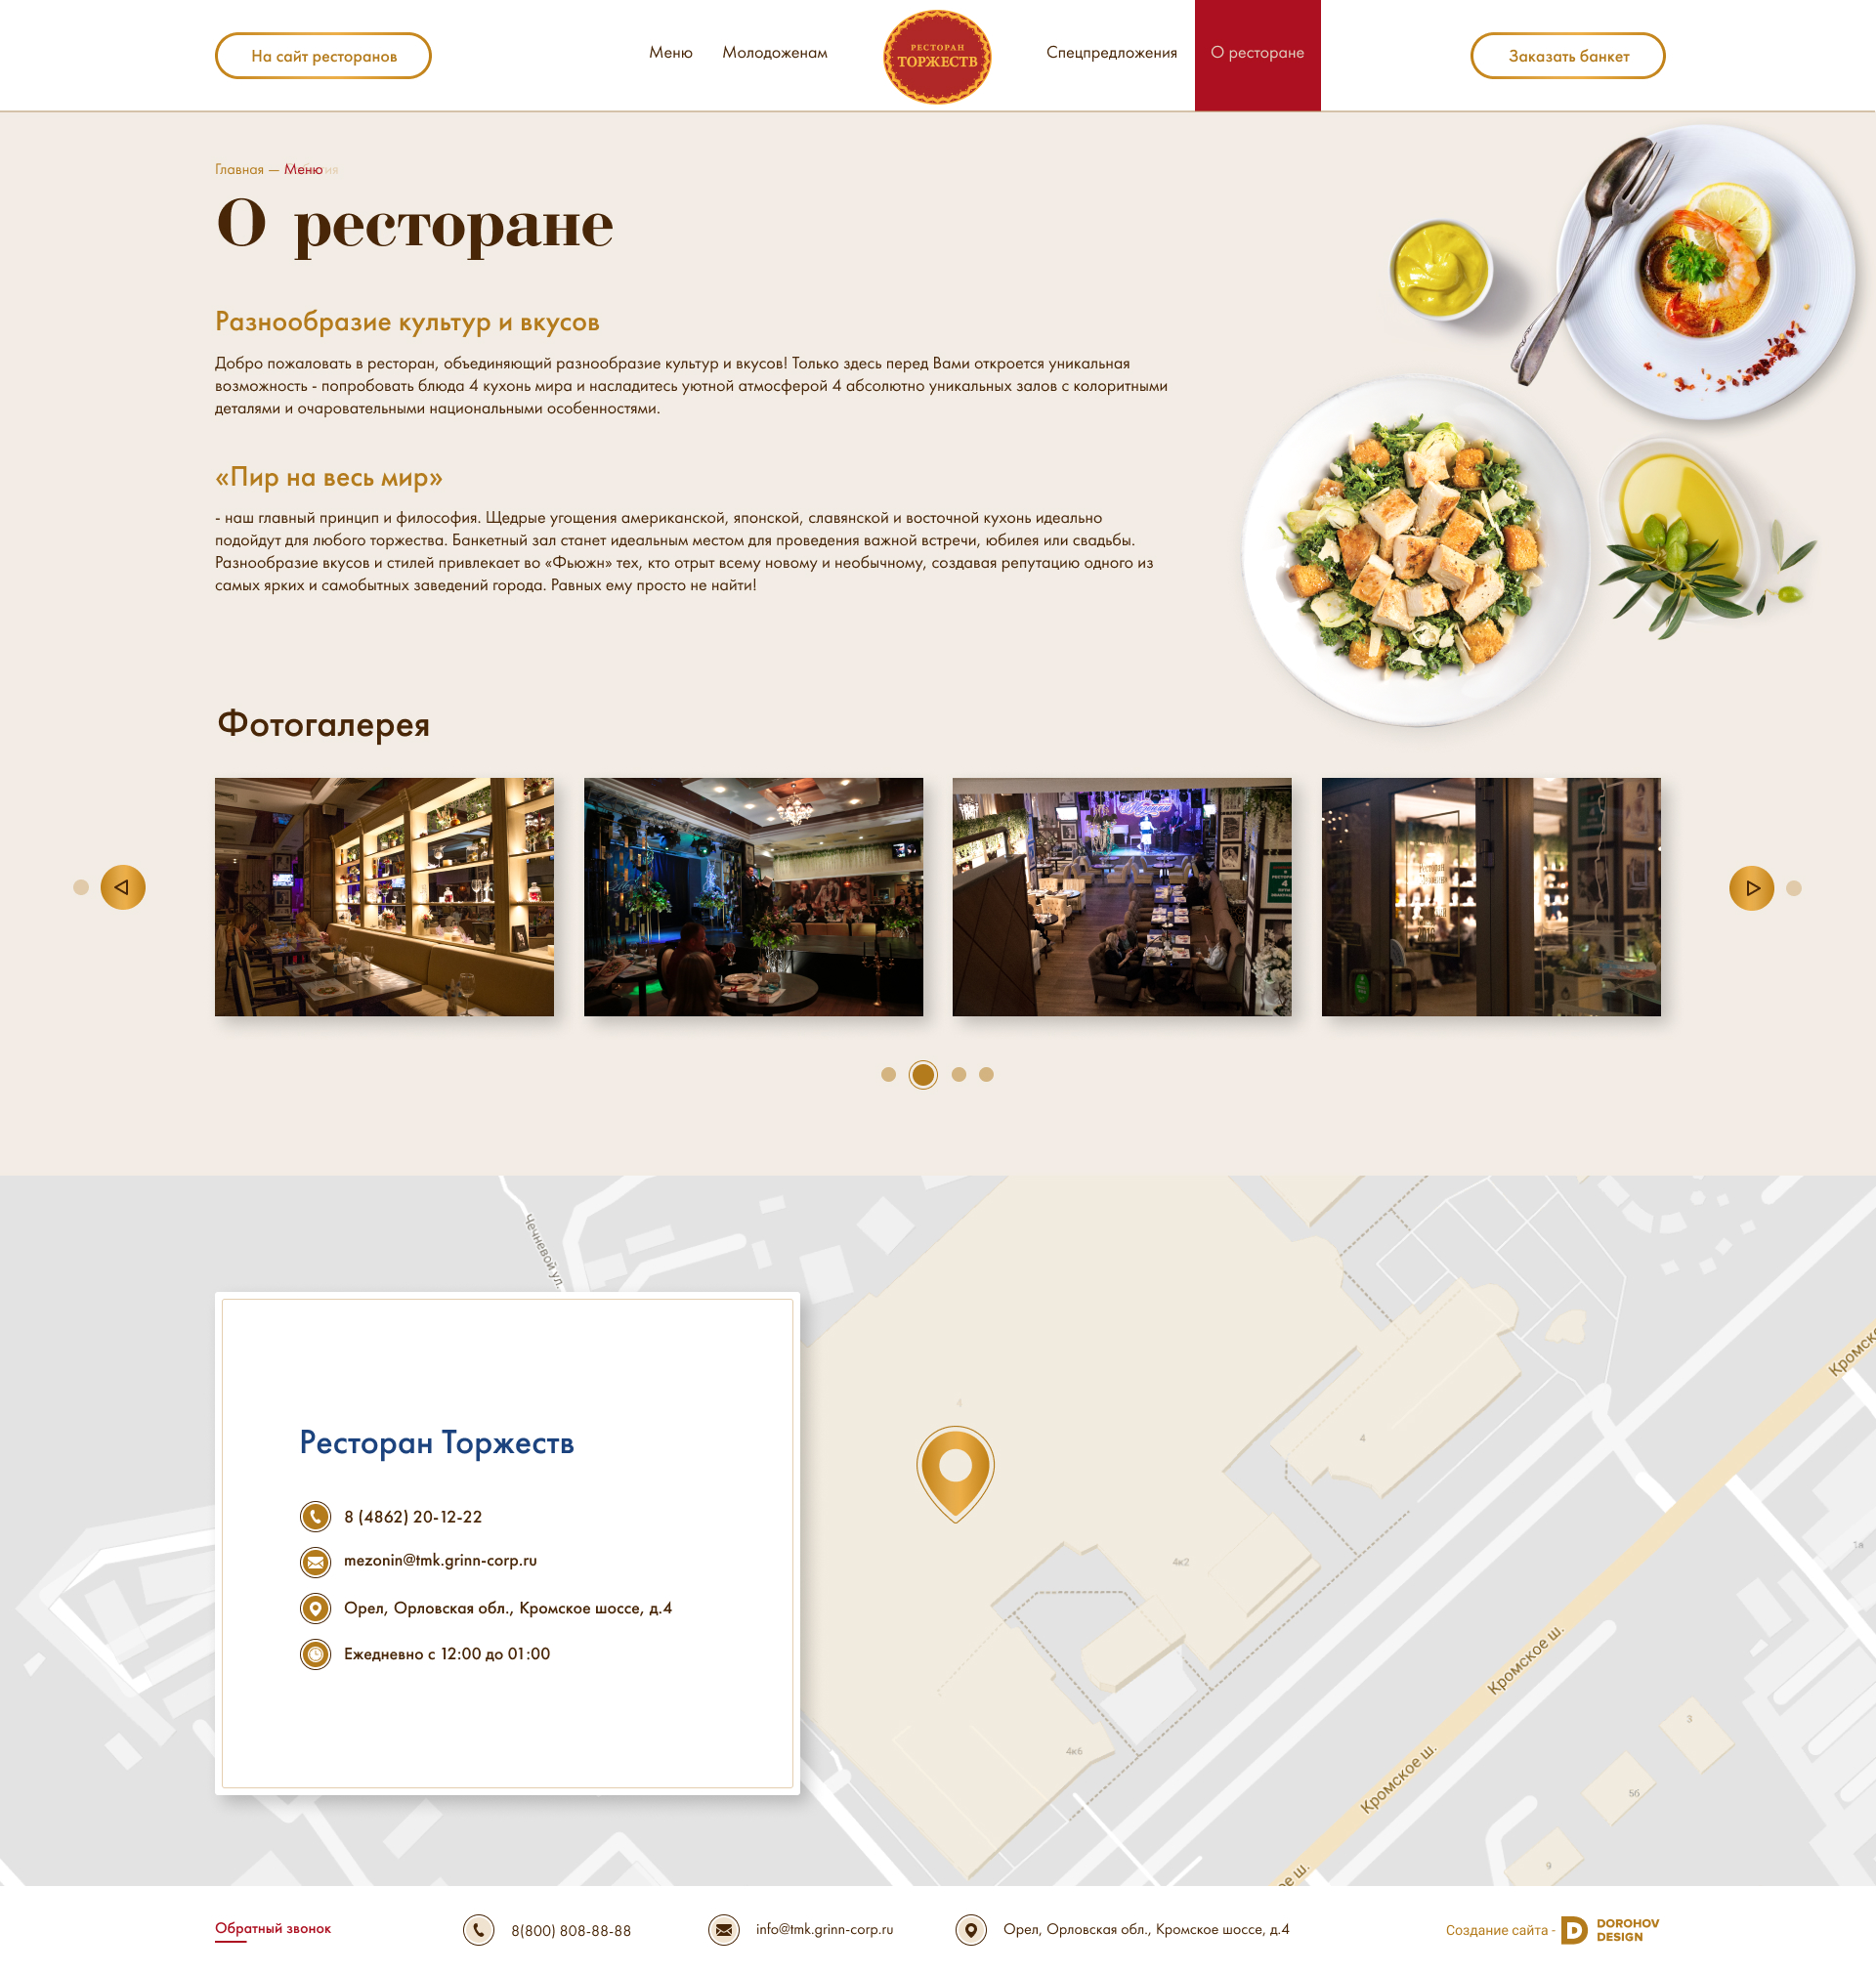 На сайт ресторанов
Меню
Молодоженам
РЕСТОРАН
ТОРЖЕСТВ
Спецпредложения
О ресторане
Заказать банкет
Главная — Меню
О ресторане
Разнообразие культур и вкусов
Добро пожаловать в ресторан, объединяющий разнообразие культур и вкусов! Только здесь перед Вами откроется уникальная
возможность - попробовать блюда 4 кухонь мира и насладитесь уютной атмосферой 4 абсолютно уникальных залов с колоритными
деталями и очаровательными национальными особенностями.
«Пир на весь мир»
- наш главный принцип и философия. Щедрые угощения американской, японской, славянской и восточной кухонь идеально
подойдут для любого торжества. Банкетный зал станет идеальным местом для проведения важной встречи, юбилея или свадьбы.
Разнообразие вкусов и стилей привлекает во «Фьюжн» тех, кто отрыт всему новому и необычному, создавая репутацию одного из
самых ярких и самобытных заведений города. Равных ему просто не найти!
Фотогалерея
Чечневой ул.
4
4
4к2
1а
4к6
3
5б
9
Кромское ш.
Кромское ш.
Ресторан Торжеств
8 (4862) 20-12-22
mezonin@tmk.grinn-corp.ru
Орел, Орловская обл., Кромское шоссе, д.4
Ежедневно с 12:00 до 01:00
Обратный звонок
8(800) 808-88-88
info@tmk.grinn-corp.ru
Орел, Орловская обл., Кромское шоссе, д.4
Создание сайта -
DOROHOV
DESIGN